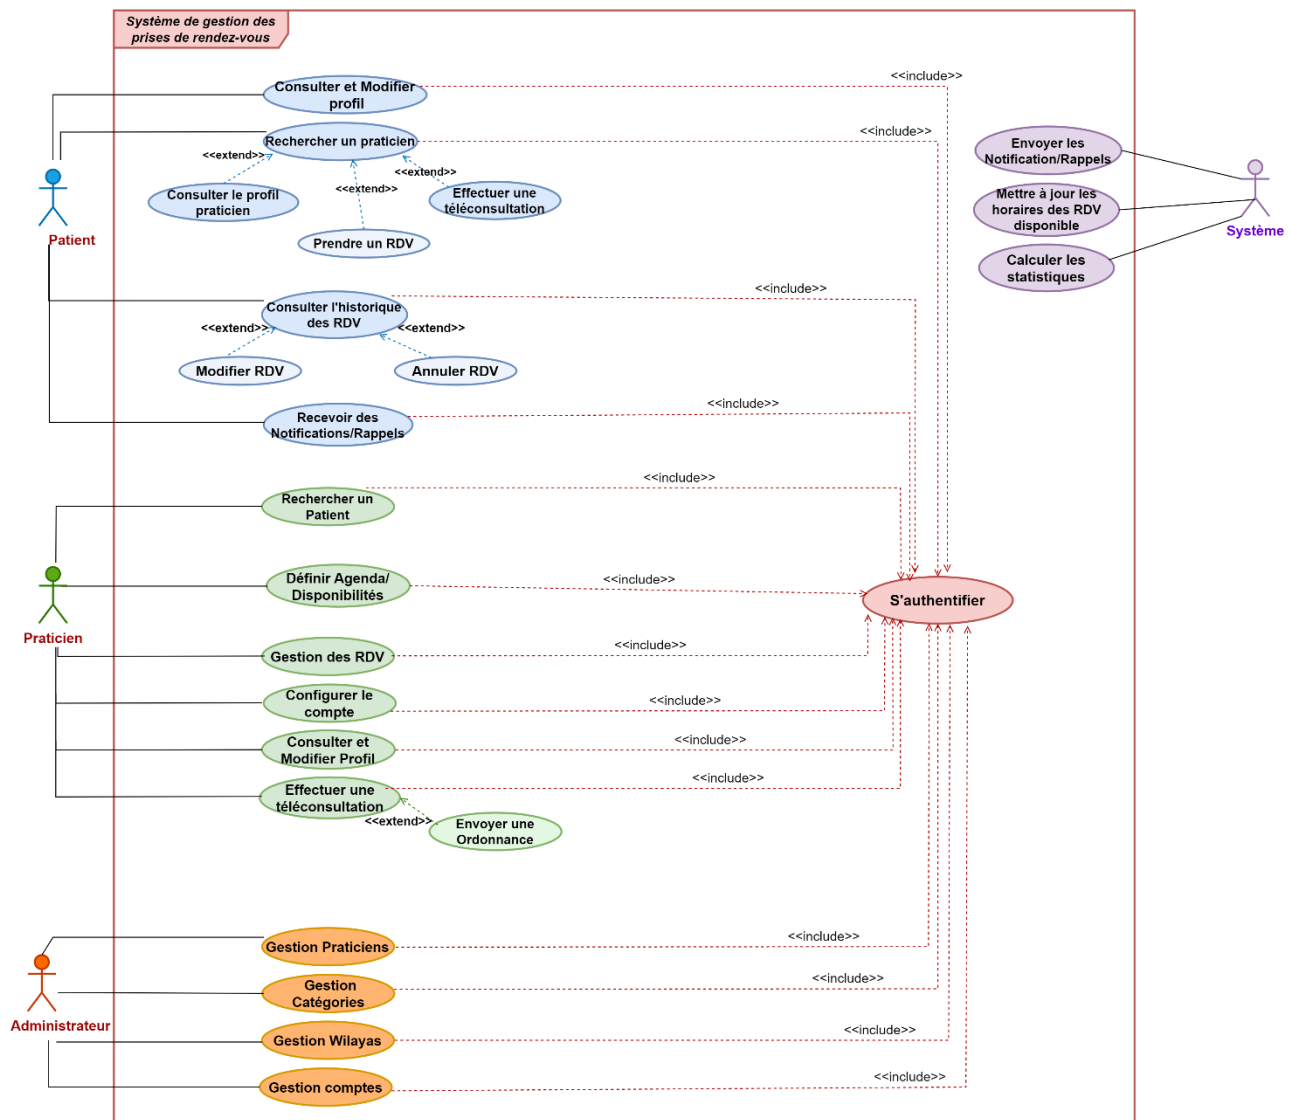 Système de gestion des
prises de rendez-vous
Consulter et Modifier
profil
<<include>>
Rechercher un praticien
<<include>>
<<extend>>
<<extend>>
<<extend>>
Consulter le profil
praticien
Effectuer une
téléconsultation
Prendre un RDV
Patient
Envoyer les
Notification/Rappels
Mettre à jour les
horaires des RDV
disponible
Calculer les
statistiques
Système
Consulter l'historique
des RDV
<<include>>
<<extend>>
<<extend>>
Modifier RDV
Annuler RDV
Recevoir des
Notifications/Rappels
<<include>>
Rechercher un
Patient
<<include>>
Définir Agenda/
Disponibilités
<<include>>
S'authentifier
Praticien
Gestion des RDV
<<include>>
Configurer le
compte
<<include>>
Consulter et
Modifier Profil
<<include>>
Effectuer une
téléconsultation
<<include>>
<<extend>>
Envoyer une
Ordonnance
Gestion Praticiens
<<include>>
Gestion
Catégories
<<include>>
Administrateur
Gestion Wilayas
<<include>>
Gestion comptes
<<include>>